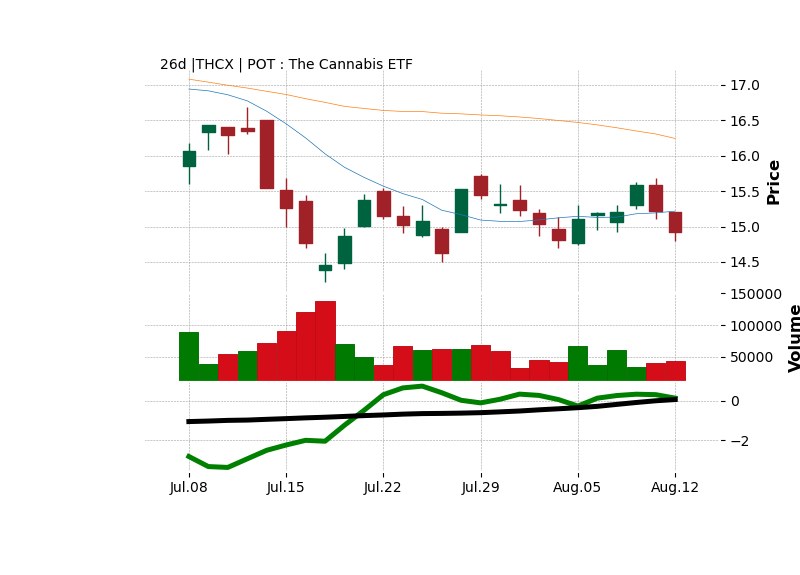 26d |THCX | POT : The Cannabis ETF
17.0
16.5
16.0
15.5
15.0
14.5
Price
150000
100000
50000
Volume
0
−2
Jul.08 Jul.15 Jul.22 Jul.29 Aug.05 Aug.12